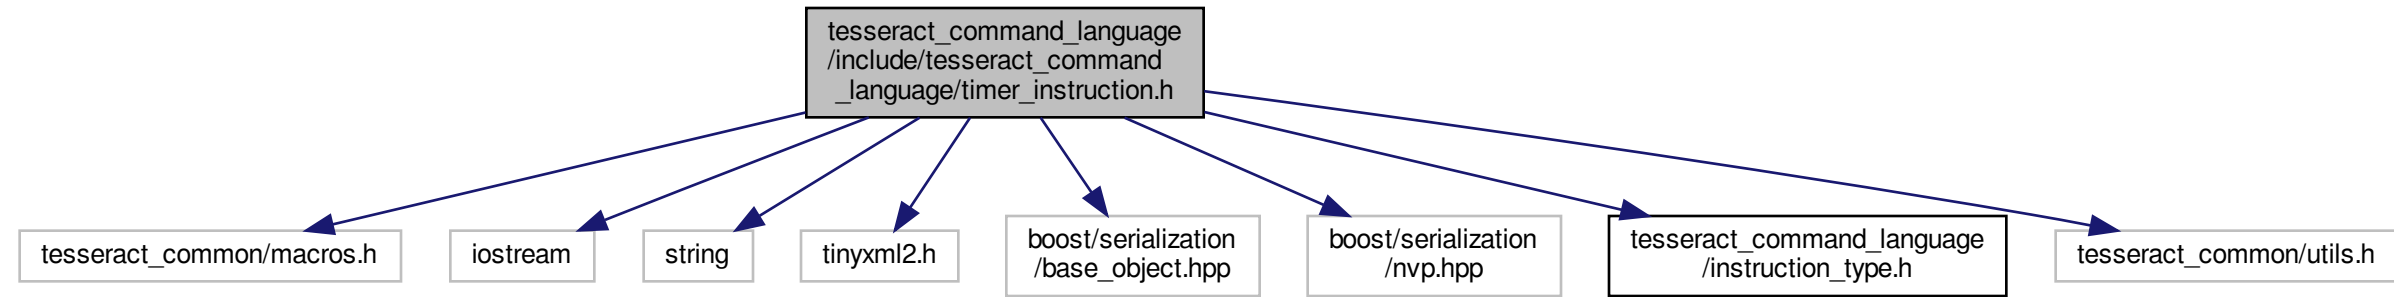 tesseract_command_language
/include/tesseract_command
_language/timer_instruction.h
tesseract_common/macros.h
iostream
string
tinyxml2.h
boost/serialization
/base_object.hpp
boost/serialization
/nvp.hpp
tesseract_command_language
/instruction_type.h
tesseract_common/utils.h